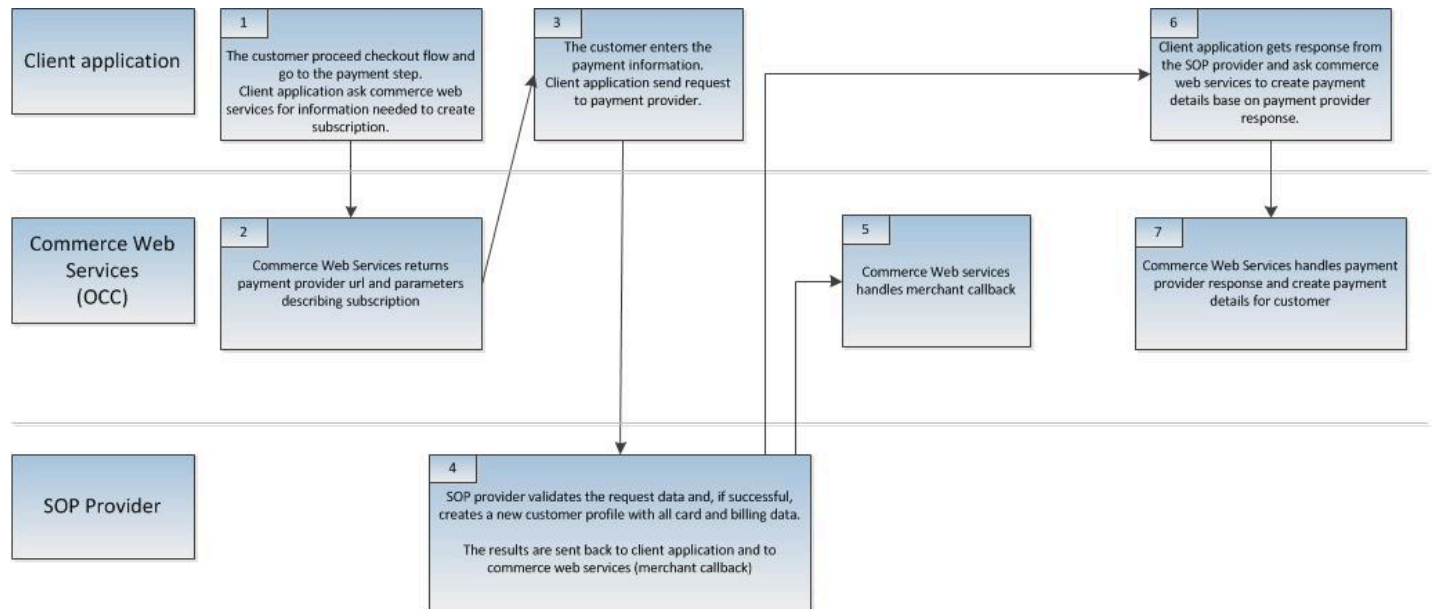 Client application
1
The customer proceed checkout flow and
go to the payment step.
Client application ask commerce web
services for information needed to create
subscription.
3
The customer enters the
payment information.
Client application send request
to payment provider.
6
Client application gets response from
the SOP provider and ask commerce
web services to create payment
details base on payment provider
response.
Commerce Web
Services
(OCC)
2
Commerce Web Services returns
payment provider url and parameters
describing subscription
5
Commerce Web services
handles merchant callback
7
Commerce Web Services handles payment
provider response and create payment
details for customer
SOP Provider
4
SOP provider validates the request data and, if successful,
creates a new customer profile with all card and billing data.
The results are sent back to client application and to
commerce web services (merchant callback)